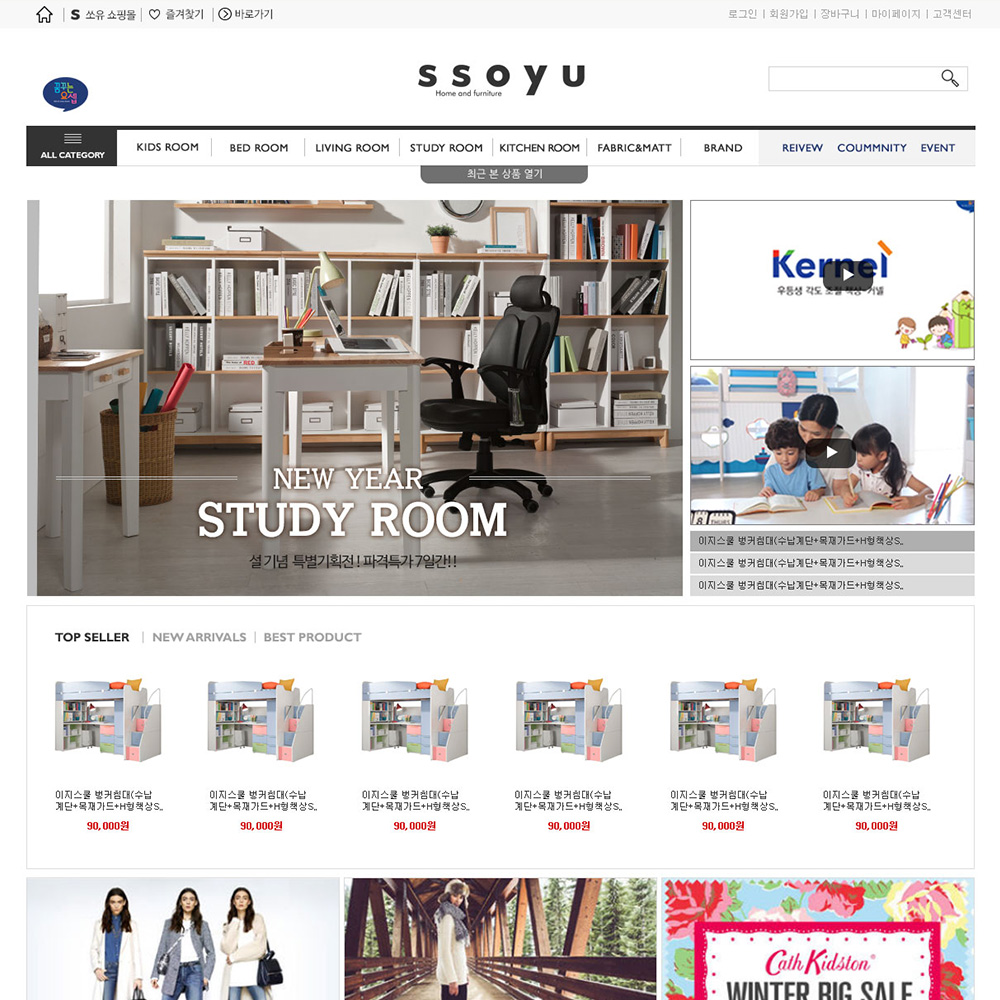 S 쏘유 쇼핑몰
즐겨찾기
바로가기
로그인 | 회원가입 | 장바구니 | 마이페이지 | 고객센터
꿈꾸는
요셉
ssoyu
Home and furniture
ALL CATEGORY
KIDS ROOM
BED ROOM
LIVING ROOM
STUDY ROOM
KITCHEN ROOM
FABRIC&MATT
BRAND
REIVEW
COUMMNITY
EVENT
최근 본 상품 열기
NEW YEAR
STUDY ROOM
설 기념 특별기획전 ! 파격특가 7일간!!
Kernel
우등생 각도 조절 책상 커넬
이지스쿨 벙커침대(수납계단+목재가드+H형책상S..
이지스쿨 벙커침대(수납계단+목재가드+H형책상S..
이지스쿨 벙커침대(수납계단+목재가드+H형책상S..
TOP SELLER | NEW ARRIVALS | BEST PRODUCT
이지스쿨 벙커침대(수납
계단+목재가드+H형책상S..
90,000원
이지스쿨 벙커침대(수납
계단+목재가드+H형책상S..
90,000원
이지스쿨 벙커침대(수납
계단+목재가드+H형책상S..
90,000원
이지스쿨 벙커침대(수납
계단+목재가드+H형책상S..
90,000원
이지스쿨 벙커침대(수납
계단+목재가드+H형책상S..
90,000원
이지스쿨 벙커침대(수납
계단+목재가드+H형책상S..
90,000원
Cath Kidston®
WINTER BIG SALE